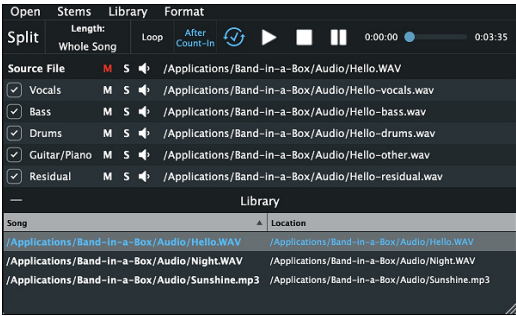 Open Stems Library Format
Split Length: Whole Song Loop After Count-In 0:00:00 0:03:35
Source File M S /Applications/Band-in-a-Box/Audio/Hello.WAV
Vocals M S /Applications/Band-in-a-Box/Audio/Hello-vocals.wav
Bass M S /Applications/Band-in-a-Box/Audio/Hello-bass.wav
Drums M S /Applications/Band-in-a-Box/Audio/Hello-drums.wav
Guitar/Piano M S /Applications/Band-in-a-Box/Audio/Hello-other.wav
Residual M S /Applications/Band-in-a-Box/Audio/Hello-residual.wav
Library
Song Location
/Applications/Band-in-a-Box/Audio/Hello.WAV /Applications/Band-in-a-Box/Audio/Hello.WAV
/Applications/Band-in-a-Box/Audio/Night.WAV /Applications/Band-in-a-Box/Audio/Night.WAV
/Applications/Band-in-a-Box/Audio/Sunshine.mp3 /Applications/Band-in-a-Box/Audio/Sunshine.mp3